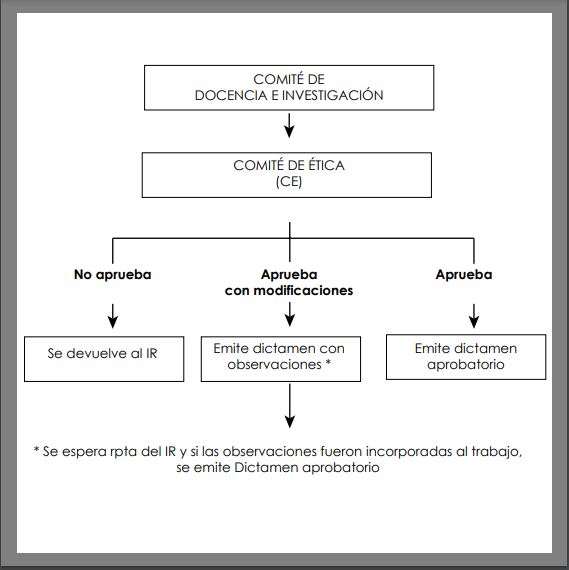 COMITÉ DE
DOCENCIA E INVESTIGACIÓN
COMITÉ DE ÉTICA
(CE)
No aprueba
Aprueba
con modificaciones
Aprueba
Se devuelve al IR
Emite dictamen con
observaciones *
Emite dictamen
aprobatorio
* Se espera rpta del IR y si las observaciones fueron incorporadas al trabajo,
se emite Dictamen aprobatorio